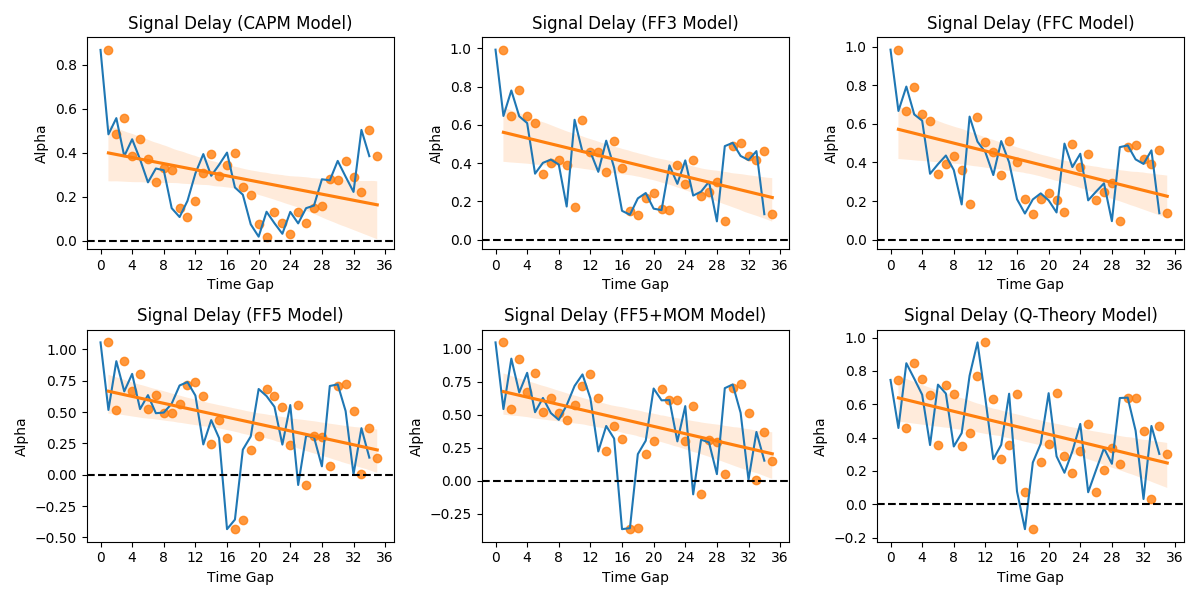 Signal Delay (CAPM Model)
Alpha
0.8
0.6
0.4
0.2
0.0
0 4 8 12 16 20 24 28 32 36
Time Gap
Signal Delay (FF3 Model)
Alpha
1.0
0.8
0.6
0.4
0.2
0.0
0 4 8 12 16 20 24 28 32 36
Time Gap
Signal Delay (FFC Model)
Alpha
1.0
0.8
0.6
0.4
0.2
0.0
0 4 8 12 16 20 24 28 32 36
Time Gap
Signal Delay (FF5 Model)
Alpha
1.00
0.75
0.50
0.25
0.00
−0.25
−0.50
0 4 8 12 16 20 24 28 32 36
Time Gap
Signal Delay (FF5+MOM Model)
Alpha
1.00
0.75
0.50
0.25
0.00
−0.25
0 4 8 12 16 20 24 28 32 36
Time Gap
Signal Delay (Q-Theory Model)
Alpha
1.0
0.8
0.6
0.4
0.2
0.0
−0.2
0 4 8 12 16 20 24 28 32 36
Time Gap